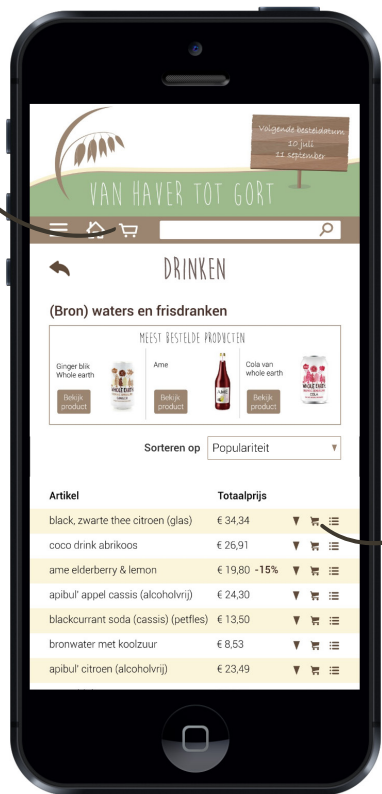 Volgende besteldatum
10 juli
11 september
VAN HAVER TOT GORT
DRINKEN
(Bron) waters en frisdranken
MEEST BESTELDE PRODUCTEN
Ginger blik
Whole earth
Bekijk
product
Ame
AME
Cola van
whole earth
Bekijk
product
WHOLE EARTH
COLA
Sorteren op Populariteit
Artikel Totaalprijs
black, zwarte thee citroen (glas) € 34,34
coco drink abrikoos € 26,91
ame elderberry & lemon € 19,80 -15%
apibul' appel cassis (alcoholvrij) € 24,30
blackcurrant soda (cassis) (petfles) € 13,50
bronwater met koolzuur € 8,53
apibul' citroen (alcoholvrij) € 23,49